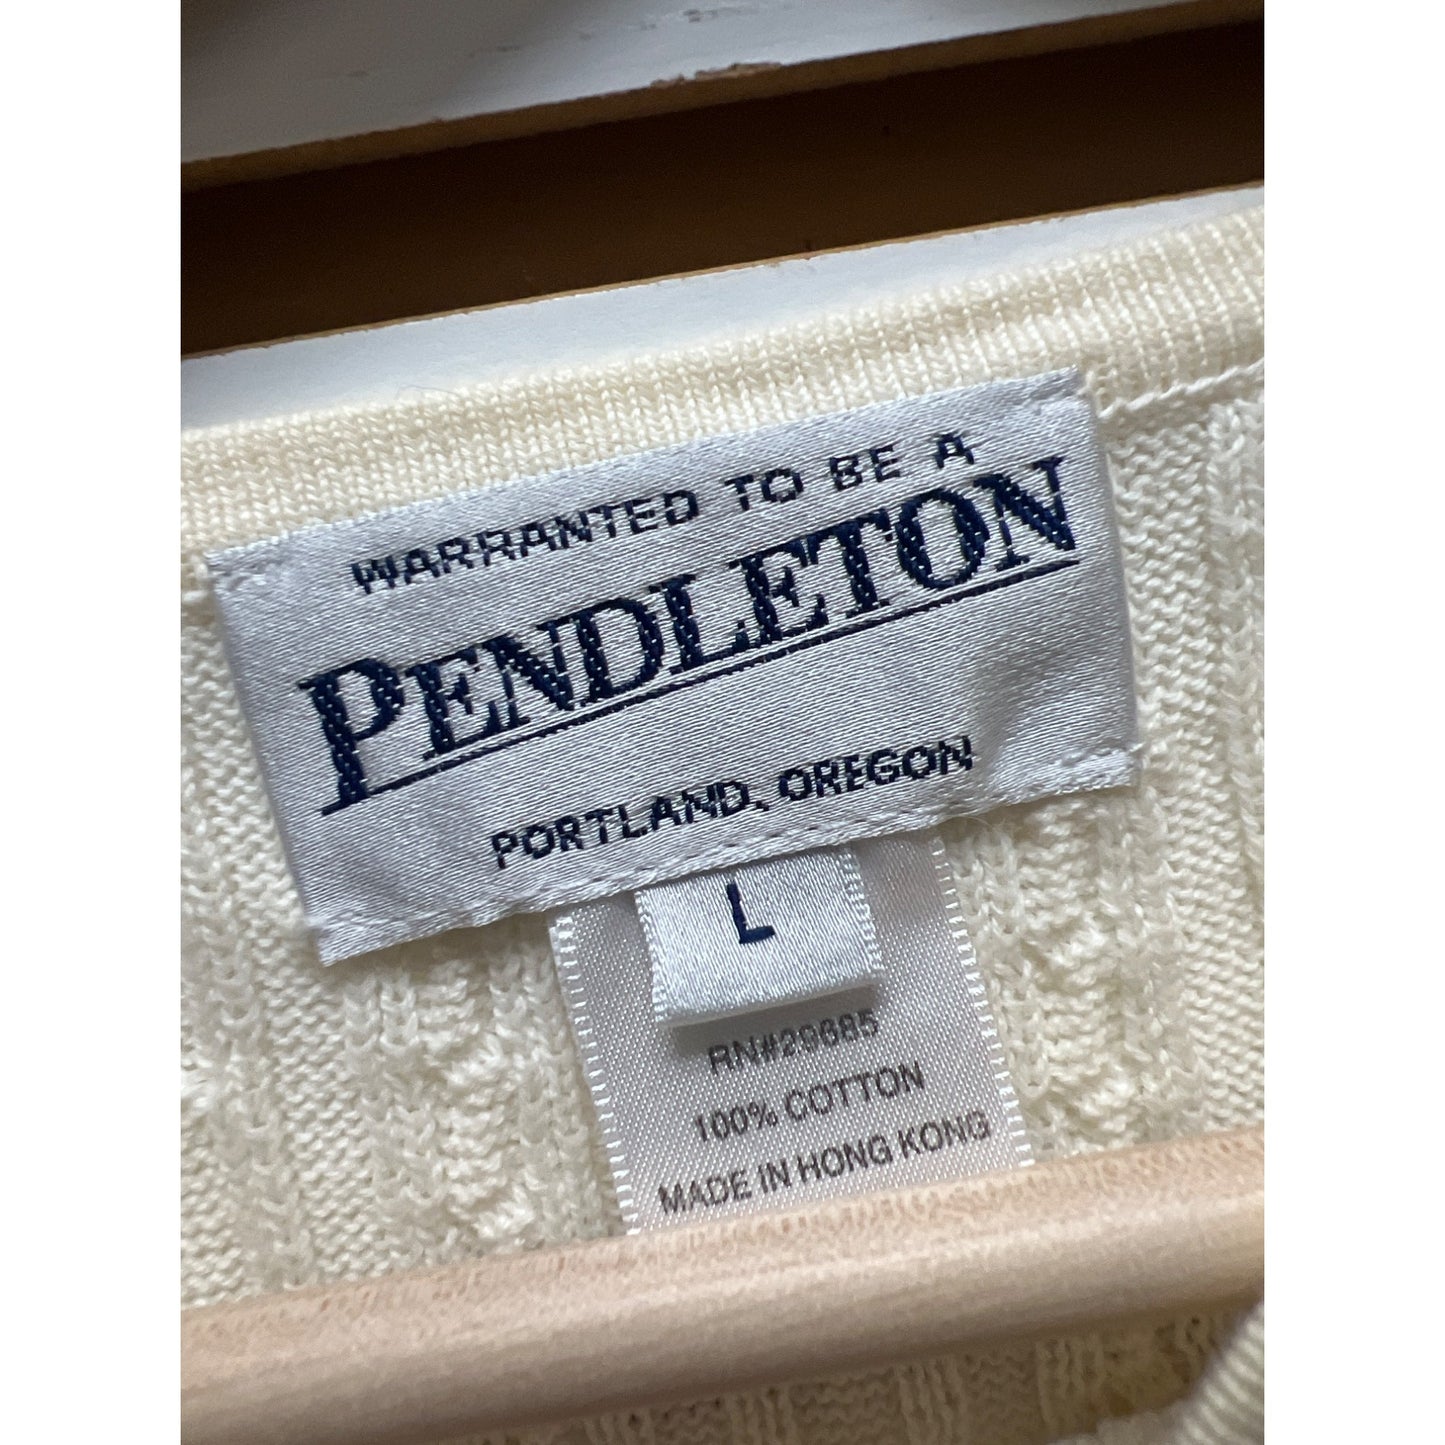 WARRANTED TO BE A
PENDLETON
PORTLAND, OREGON
L
RN#29685
100% COTTON
MADE IN HONG KONG